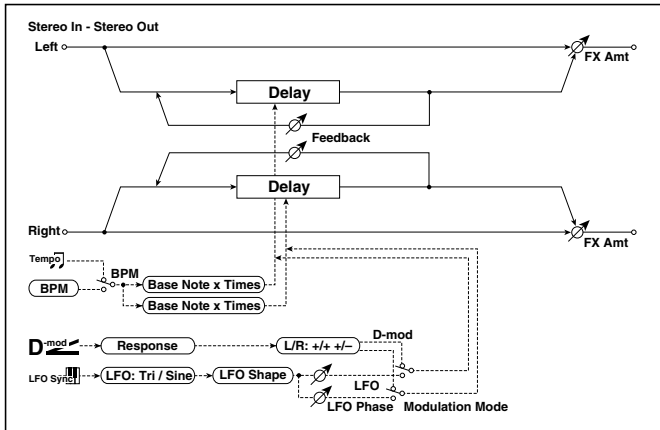 Stereo In - Stereo Out
Left
FX Amt
Delay
Feedback
Delay
Right
FX Amt
Tempo
BPM
BPM
Base Note x Times
Base Note x Times
D-mod
D-mod
Response
L/R: +/+ +/–
LFO Sync
LFO: Tri / Sine
LFO Shape
LFO
LFO Phase
Modulation Mode